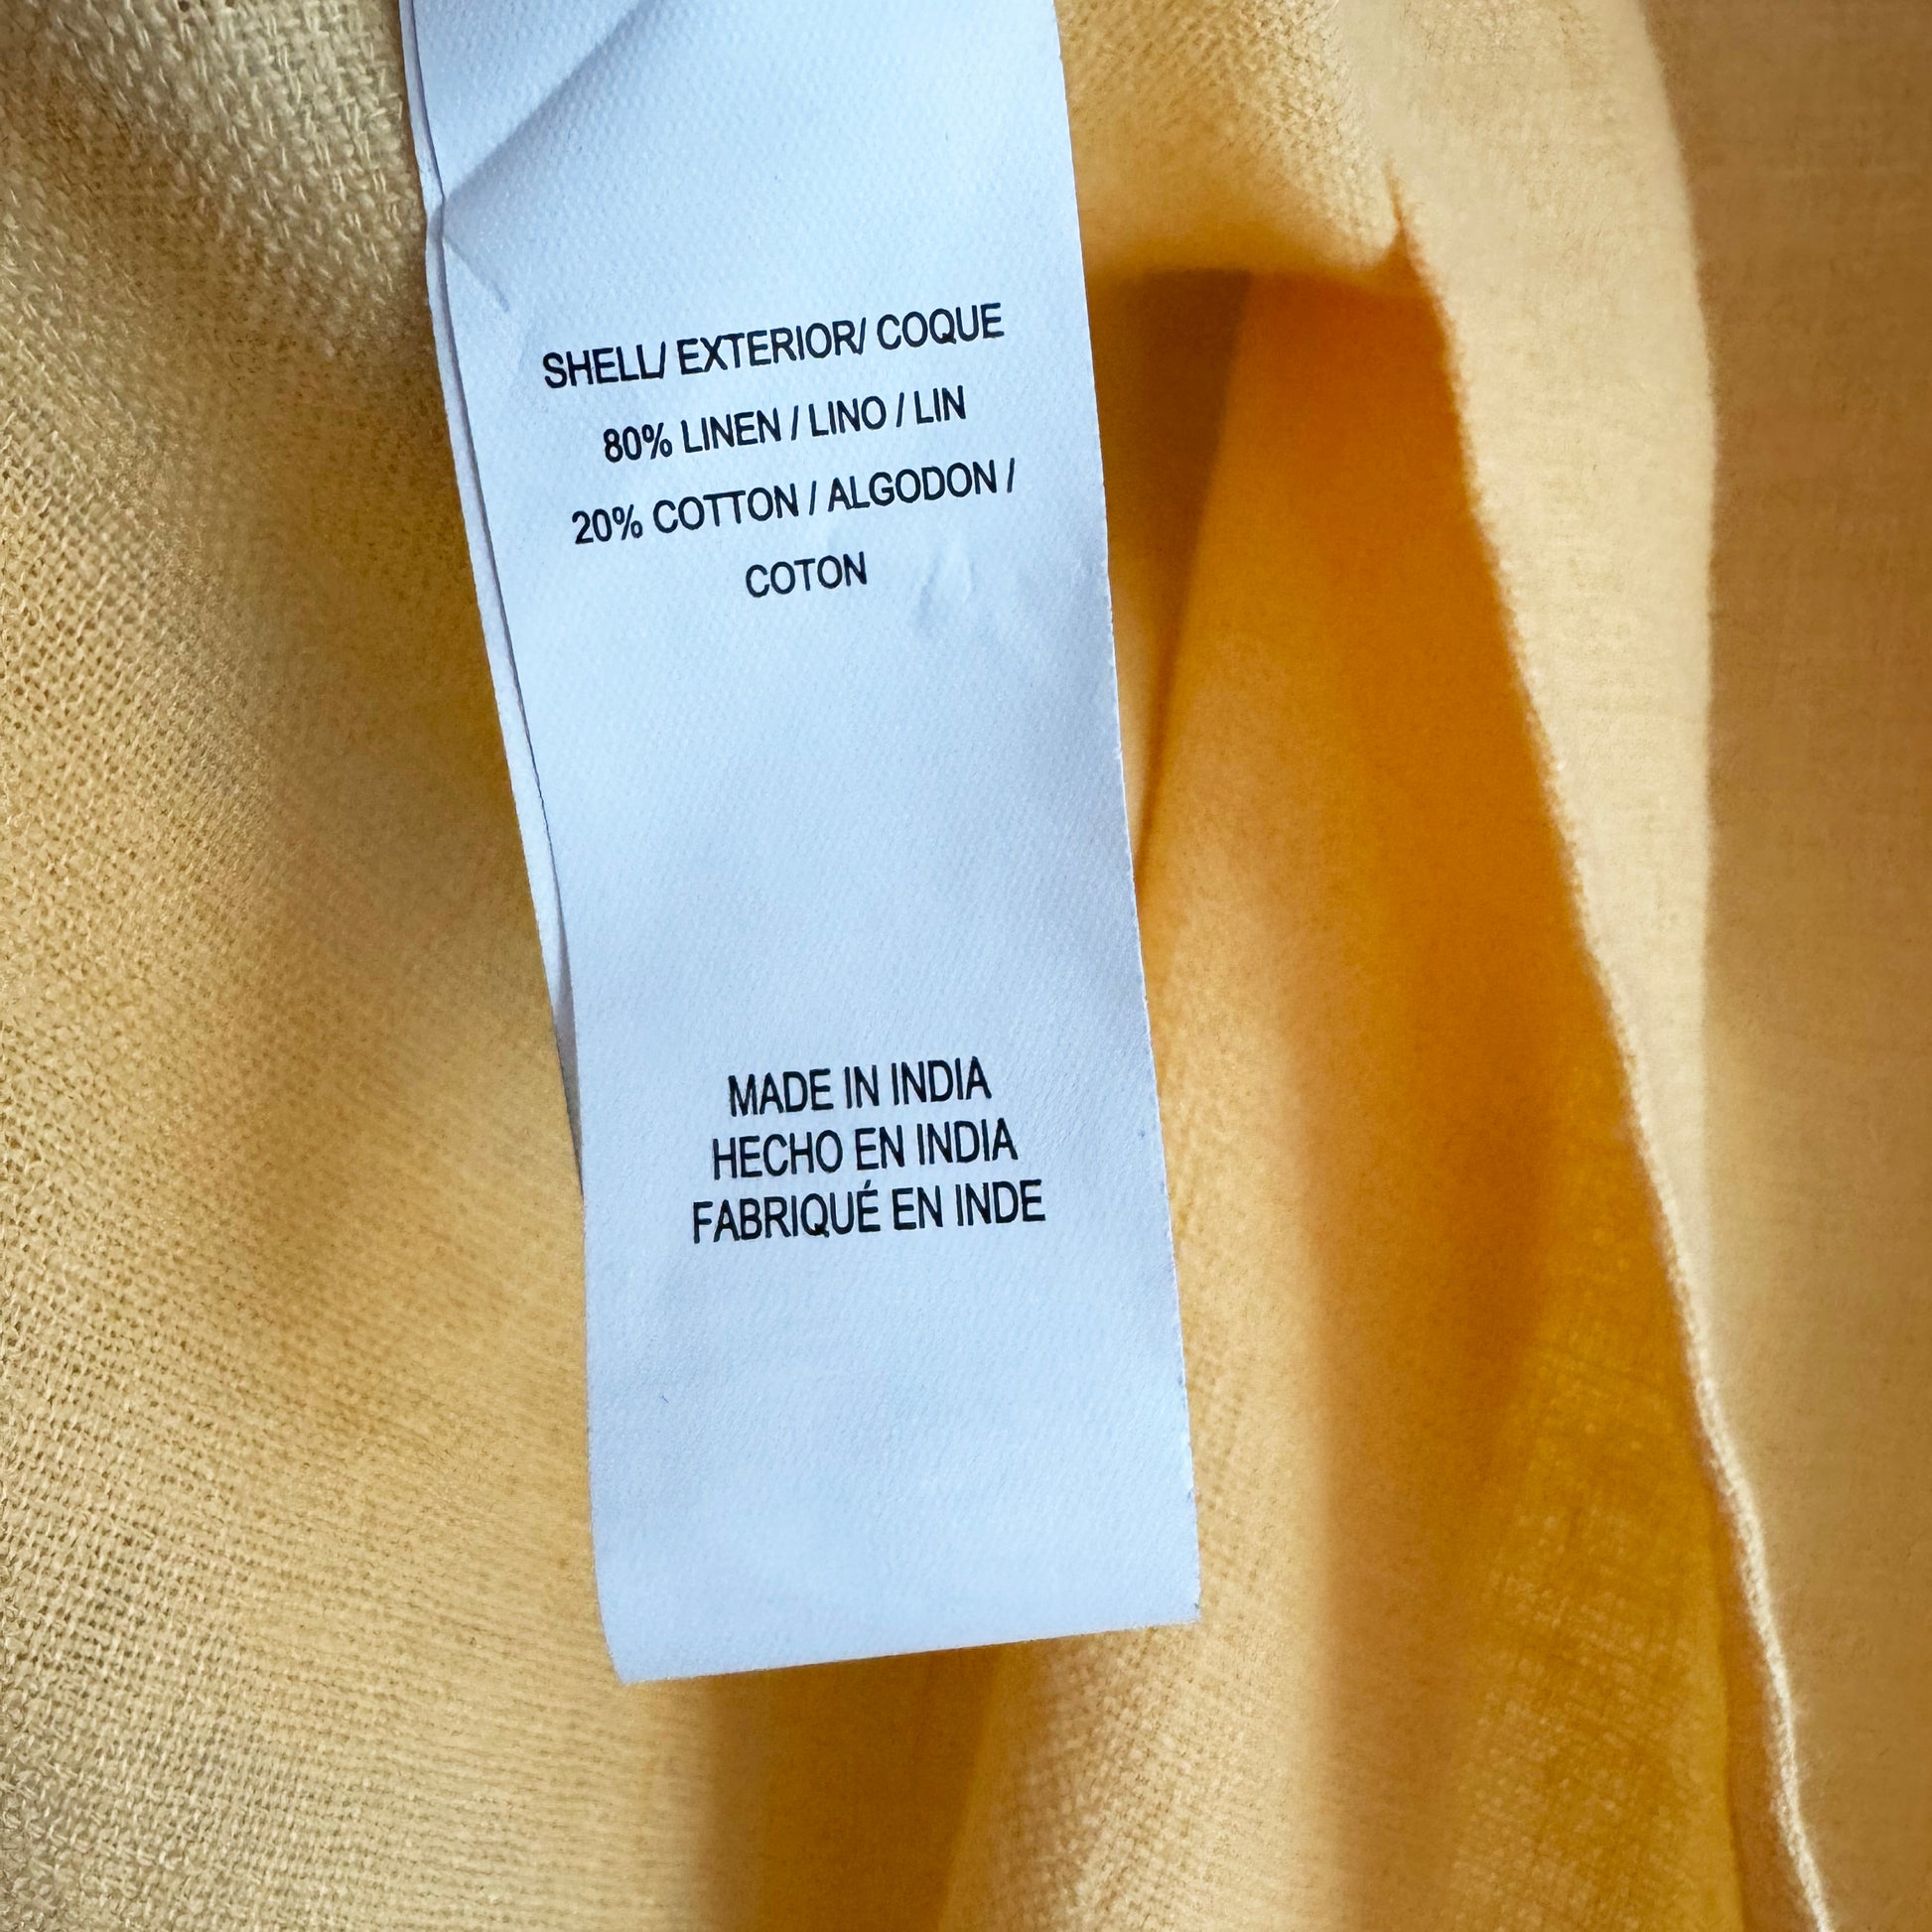 SHELL/ EXTERIOR/ COQUE
80% LINEN / LINO / LIN
20% COTTON / ALGODON /
COTON
MADE IN INDIA
HECHO EN INDIA
FABRIQUÉ EN INDE